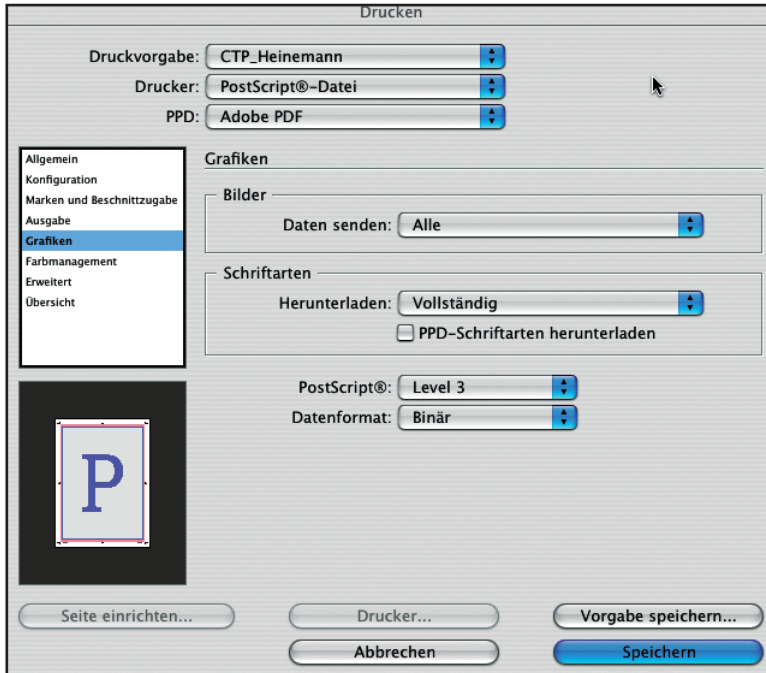 Drucken
Druckvorgabe: CTP_Heinemann
Drucker: PostScript®-Datei
PPD: Adobe PDF
Allgemein
Konfiguration
Marken und Beschnittzugabe
Ausgabe
Grafiken
Farbmanagement
Erweitert
Übersicht
Grafiken
Bilder
Daten senden: Alle
Schriftarten
Herunterladen: Vollständig
PPD-Schriftarten herunterladen
PostScript®: Level 3
Datenformat: Binär
P
Seite einrichten...
Drucker...
Vorgabe speichern...
Abbrechen
Speichern